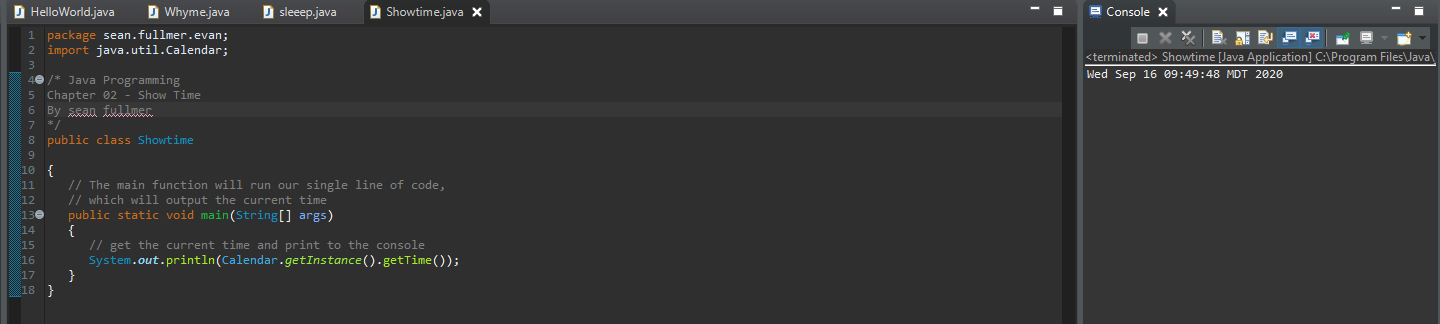 HelloWorld.java Whyme.java sleeep.java Showtime.java
1 package sean.fullmer.evan;
2 import java.util.Calendar;
3
4 /* Java Programming
5 Chapter 02 - Show Time
6 By sean fullmer
7 */
8 public class Showtime
9
10 {
11 // The main function will run our single line of code,
12 // which will output the current time
13 public static void main(String[] args)
14 {
15 // get the current time and print to the console
16 System.out.println(Calendar.getInstance().getTime());
17 }
18 }
Console
<terminated> Showtime [Java Application] C:\Program Files\Java\
Wed Sep 16 09:49:48 MDT 2020